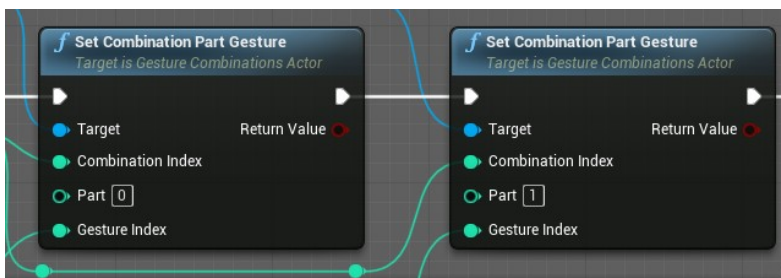 f Set Combination Part Gesture
Target is Gesture Combinations Actor
Target Return Value
Combination Index
Part 0
Gesture Index
f Set Combination Part Gesture
Target is Gesture Combinations Actor
Target Return Value
Combination Index
Part 1
Gesture Index